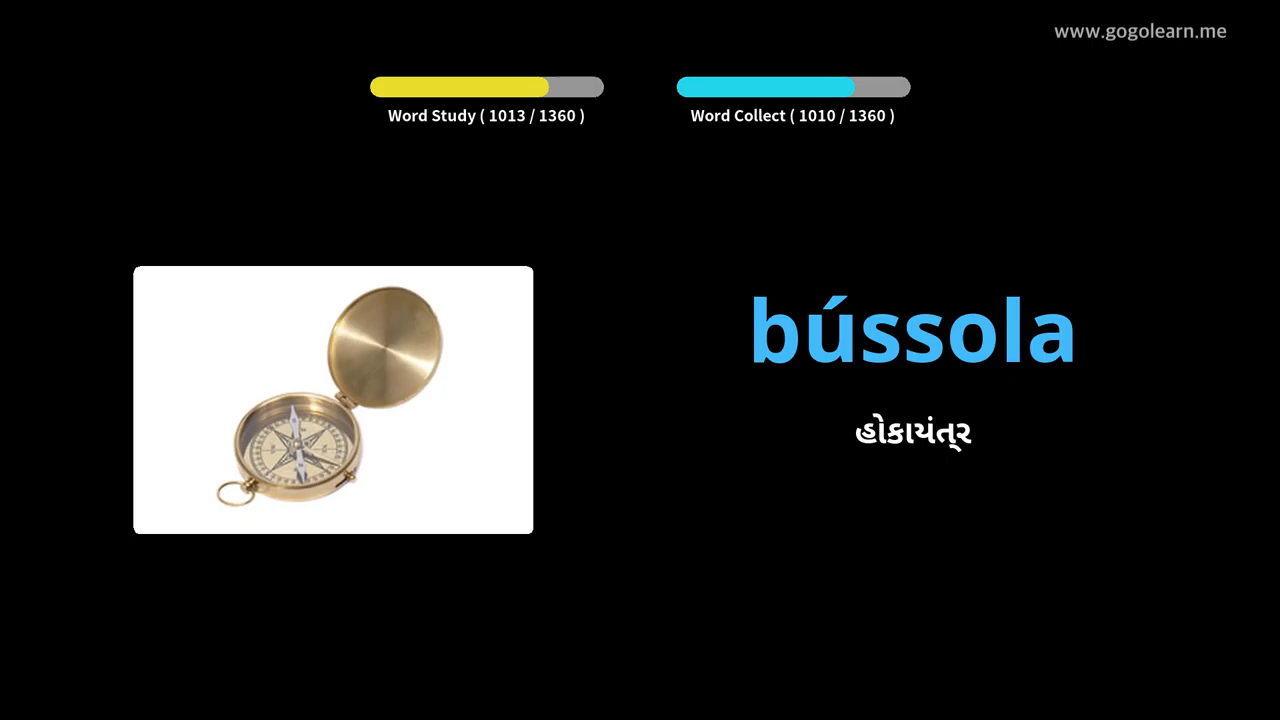 www.gogolearn.me
Word Study ( 1013 / 1360 )
Word Collect ( 1010 / 1360 )
bússola
હોકાયંત્ર